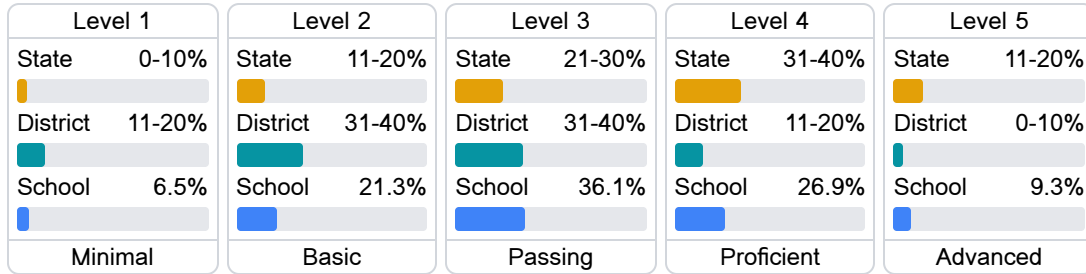 Level 1
State 0-10%
District 11-20%
School 6.5%
Minimal
Level 2
State 11-20%
District 31-40%
School 21.3%
Basic
Level 3
State 21-30%
District 31-40%
School 36.1%
Passing
Level 4
State 31-40%
District 11-20%
School 26.9%
Proficient
Level 5
State 11-20%
District 0-10%
School 9.3%
Advanced